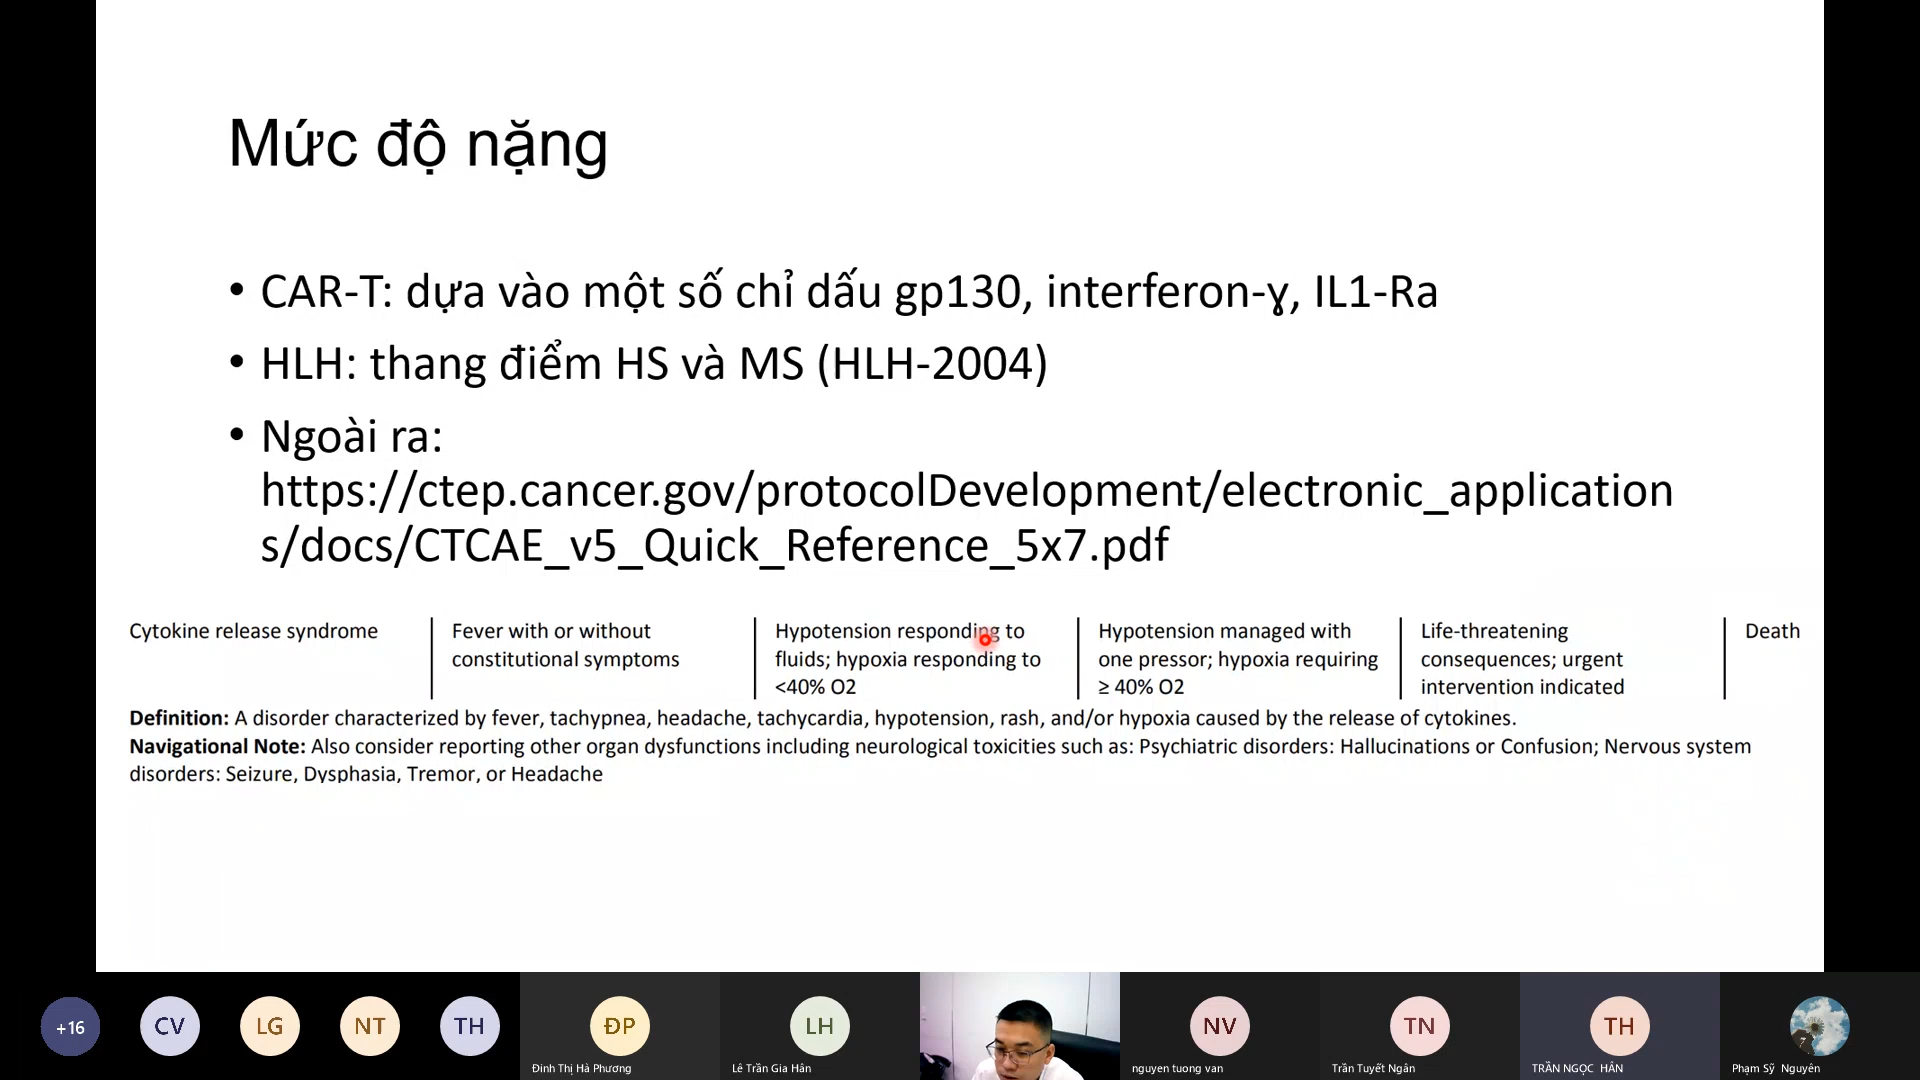 Mức độ nặng
• CAR-T: dựa vào một số chỉ dấu gp130, interferon-ɣ, IL1-Ra
• HLH: thang điểm HS và MS (HLH-2004)
• Ngoài ra:
https://ctep.cancer.gov/protocolDevelopment/electronic_application
s/docs/CTCAE_v5_Quick_Reference_5x7.pdf
Cytokine release syndrome
Fever with or without
constitutional symptoms
Hypotension responding to
fluids; hypoxia responding to
<40% O2
Hypotension managed with
one pressor; hypoxia requiring
≥ 40% O2
Life-threatening
consequences; urgent
intervention indicated
Death
Definition: A disorder characterized by fever, tachypnea, headache, tachycardia, hypotension, rash, and/or hypoxia caused by the release of cytokines.
Navigational Note: Also consider reporting other organ dysfunctions including neurological toxicities such as: Psychiatric disorders: Hallucinations or Confusion; Nervous system
disorders: Seizure, Dysphasia, Tremor, or Headache
+16
CV
LG
NT
TH
ĐP
Đinh Thị Hà Phương
LH
Lê Trần Gia Hân
NV
nguyen tuong van
TN
Trần Tuyết Ngân
TH
TRẦN NGỌC HÂN
Phạm Sỹ Nguyên